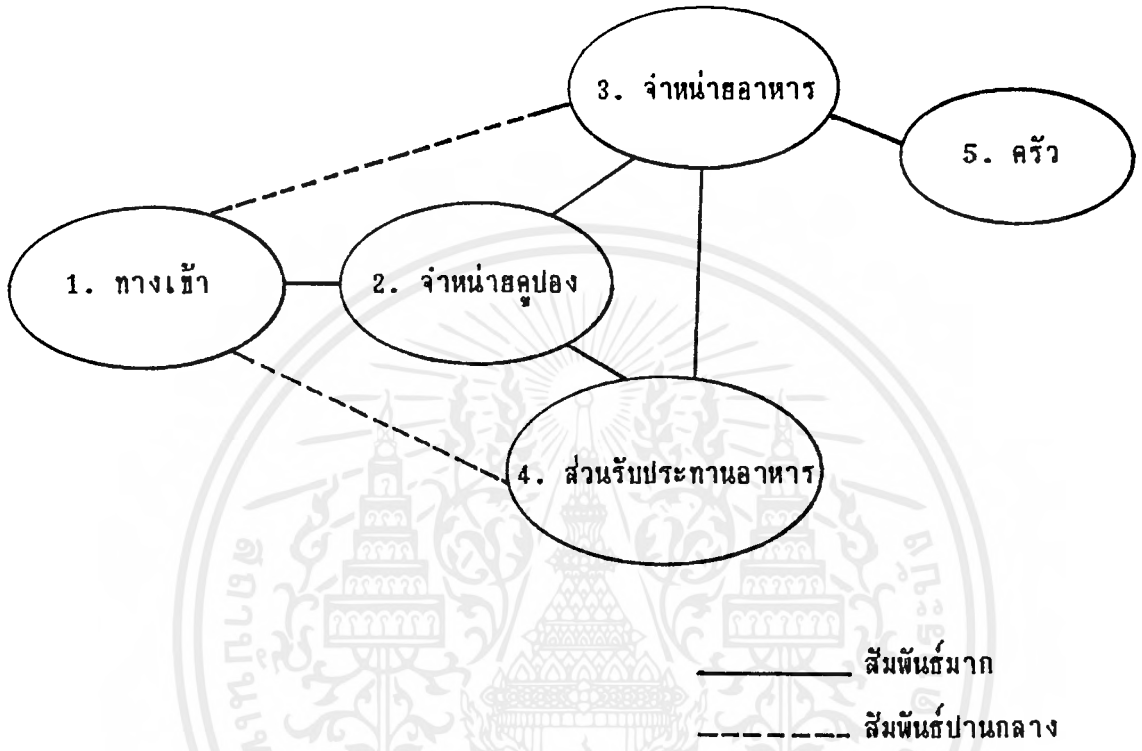 3. จำหน่ายอาหาร
5. ครัว
1. ทางเข้า
2. จำหน่ายคูปอง
4. ส่วนรับประทานอาหาร
สัมพันธ์มาก
สัมพันธ์ปานกลาง